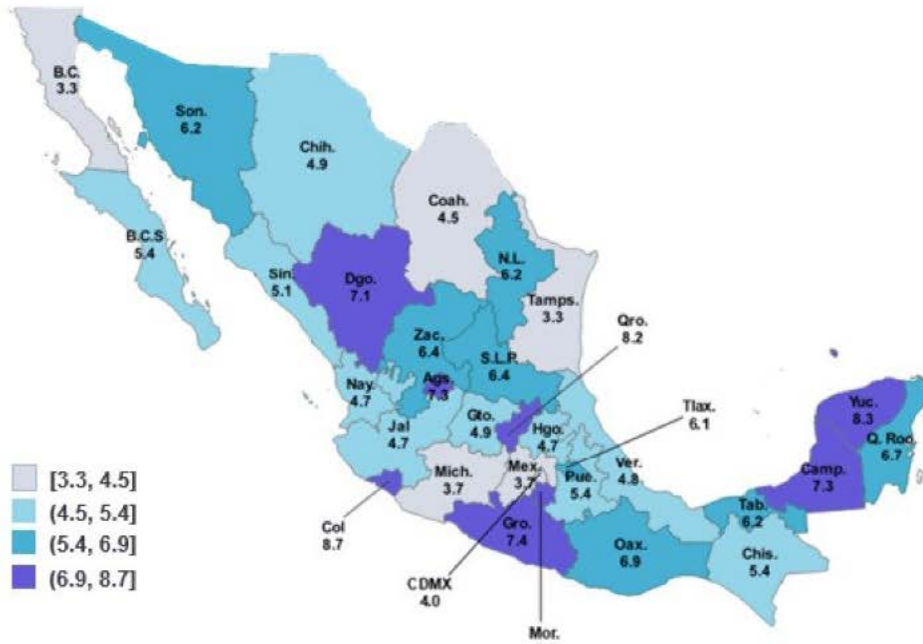 B.C.
3.3
Son.
6.2
Chih.
4.9
Coah.
4.5
B.C.S
5.4
Sin.
5.1
Dgo.
7.1
N.L.
6.2
Tamps.
3.3
Qro.
8.2
Zac.
6.4
S.L.P.
6.4
Nay.
4.7
Ags.
7.3
Jal
4.7
Gto.
4.9
Hgo.
4.7
Tlax.
6.1
Yuc.
8.3
Q. Roo.
6.7
Camp.
7.3
Mich.
3.7
Mex.
3.7
Pue.
5.4
Ver.
4.8
Tab.
6.2
Col
8.7
Gro.
7.4
Oax.
6.9
Chis.
5.4
CDMX
4.0
Mor.
[3.3, 4.5]
(4.5, 5.4]
(5.4, 6.9]
(6.9, 8.7]